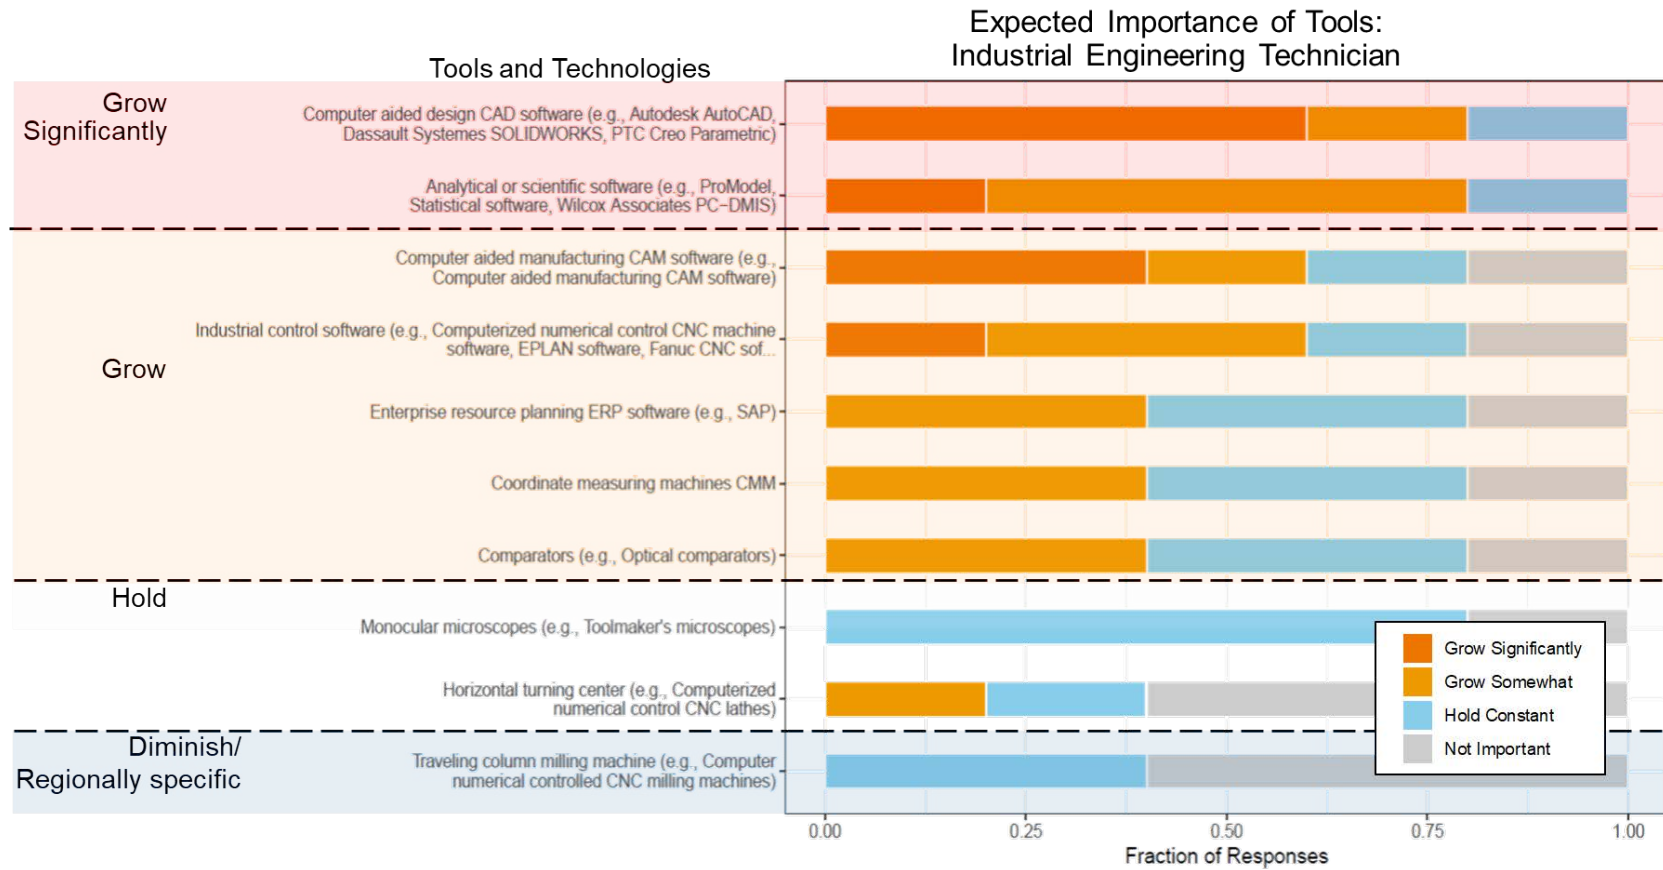 Expected Importance of Tools:
Industrial Engineering Technician
Tools and Technologies
Grow
Significantly
Computer aided design CAD software (e.g., Autodesk AutoCAD,
Dassault Systemes SOLIDWORKS, PTC Creo Parametric)
Analytical or scientific software (e.g., ProModel,
Statistical software, Wilcox Associates PC−DMIS)
Grow
Computer aided manufacturing CAM software (e.g.,
Computer aided manufacturing CAM software)
Industrial control software (e.g., Computerized numerical control CNC machine
software, EPLAN software, Fanuc CNC sof...
Enterprise resource planning ERP software (e.g., SAP)
Coordinate measuring machines CMM
Comparators (e.g., Optical comparators)
Hold
Monocular microscopes (e.g., Toolmaker's microscopes)
Horizontal turning center (e.g., Computerized
numerical control CNC lathes)
Diminish/
Regionally specific
Traveling column milling machine (e.g., Computer
numerical controlled CNC milling machines)
Grow Significantly
Grow Somewhat
Hold Constant
Not Important
0.00 0.25 0.50 0.75 1.00
Fraction of Responses